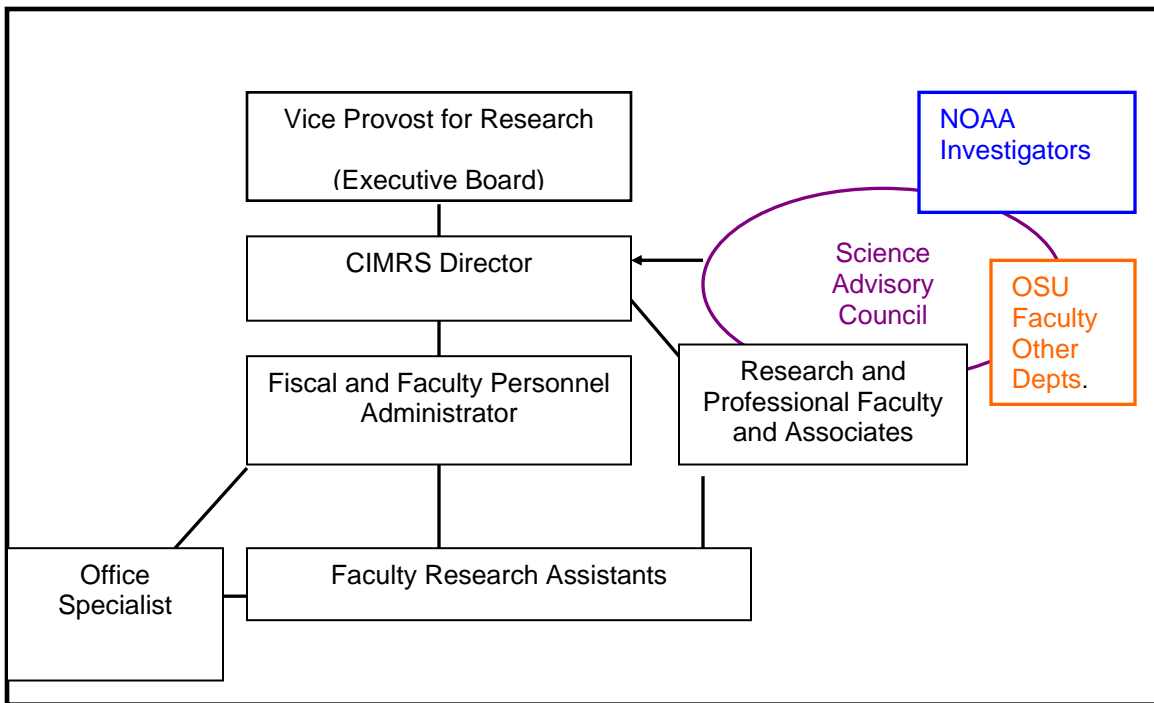 Vice Provost for Research
(Executive Board)
NOAA
Investigators
CIMRS Director
Science
Advisory
Council
OSU
Faculty
Other
Depts.
Fiscal and Faculty Personnel
Administrator
Research and
Professional Faculty
and Associates
Office
Specialist
Faculty Research Assistants